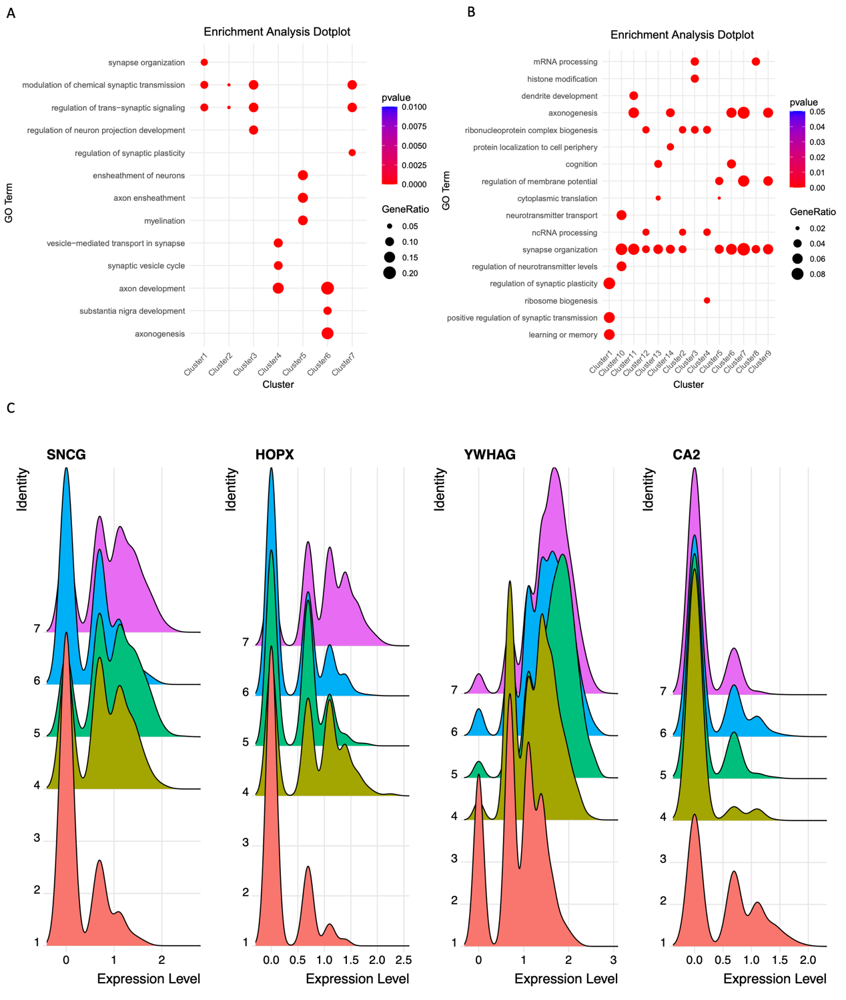 A
Enrichment Analysis Dotplot
synapse organization
modulation of chemical synaptic transmission
regulation of trans−synaptic signaling
regulation of neuron projection development
regulation of synaptic plasticity
ensheathment of neurons
axon ensheathment
myelination
vesicle−mediated transport in synapse
synaptic vesicle cycle
axon development
substantia nigra development
axonogenesis
GO Term
Cluster1
Cluster2
Cluster3
Cluster4
Cluster5
Cluster6
Cluster7
Cluster
pvalue
0.0100
0.0075
0.0050
0.0025
0.0000
GeneRatio
0.05
0.10
0.15
0.20
B
Enrichment Analysis Dotplot
mRNA processing
histone modification
dendrite development
axonogenesis
ribonucleoprotein complex biogenesis
protein localization to cell periphery
cognition
regulation of membrane potential
cytoplasmic translation
neurotransmitter transport
ncRNA processing
synapse organization
regulation of neurotransmitter levels
regulation of synaptic plasticity
ribosome biogenesis
positive regulation of synaptic transmission
learning or memory
GO Term
Cluster1
Cluster10
Cluster11
Cluster12
Cluster13
Cluster14
Cluster2
Cluster3
Cluster4
Cluster5
Cluster6
Cluster7
Cluster8
Cluster9
Cluster
pvalue
0.05
0.04
0.03
0.02
0.01
0.00
GeneRatio
0.02
0.04
0.06
0.08
C
SNCG
Identity
7
6
5
4
3
2
1
0 1 2
Expression Level
HOPX
Identity
7
6
5
4
3
2
1
0.0 0.5 1.0 1.5 2.0 2.5
Expression Level
YWHAG
Identity
7
6
5
4
3
2
1
0 1 2 3
Expression Level
CA2
Identity
7
6
5
4
3
2
1
0.0 0.5 1.0 1.5 2.0
Expression Level